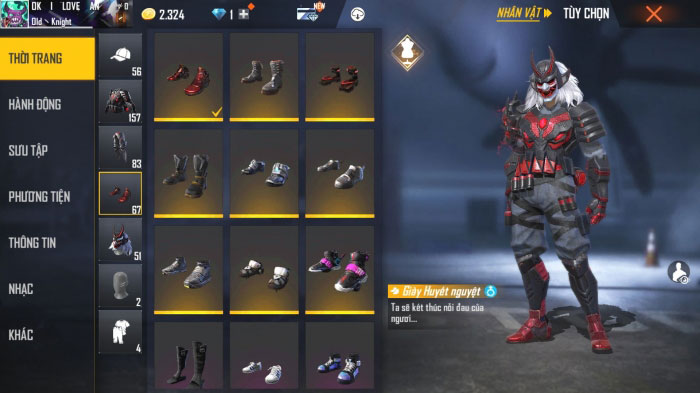 OK I LOVE AN
Old - Knight
2.324
1
NEW
NHÂN VẬT
TÙY CHỌN
THỜI TRANG
HÀNH ĐỘNG
SƯU TẬP
PHƯƠNG TIỆN
THÔNG TIN
NHẠC
KHÁC
56
157
83
67
51
2
4
Giày Huyết nguyệt
Ta sẽ kết thúc nỗi đau của
ngươi...